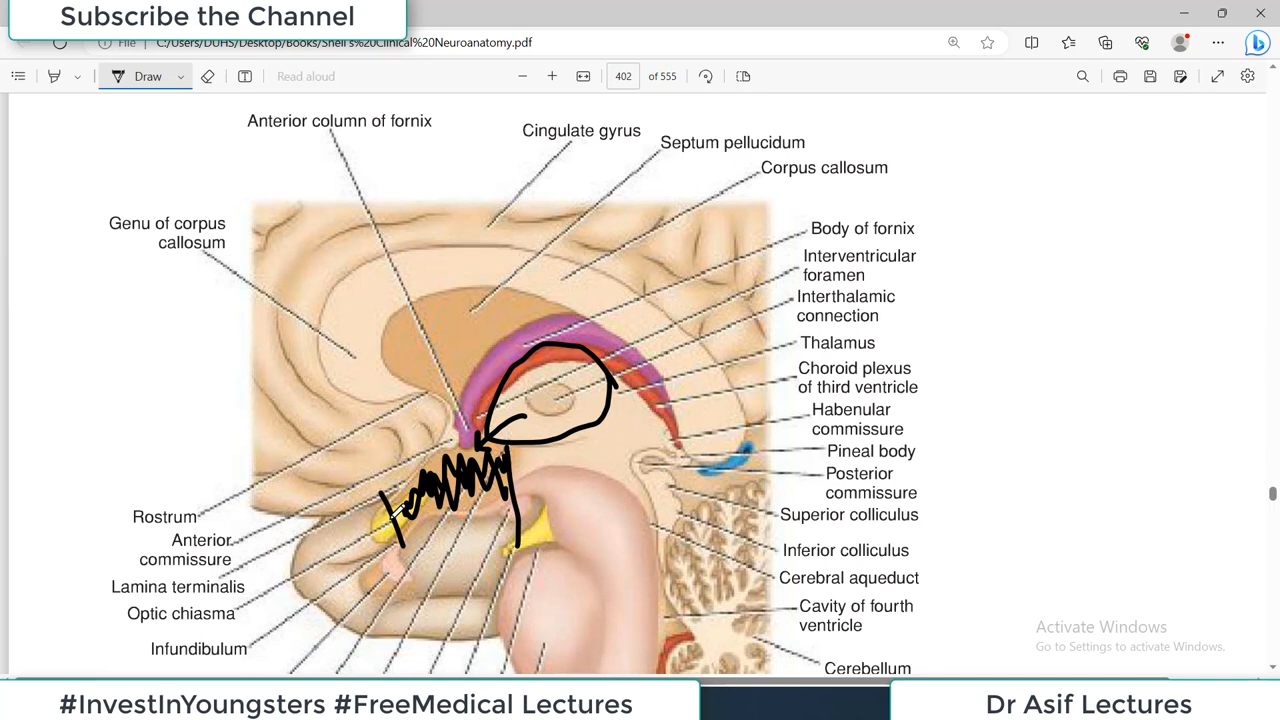 Subscribe the Channel
File
C:/Users/DUHS/Desktop/Books/Snell's%20Clinical%20Neuroanatomy.pdf
Draw
Read aloud
402
of 555
Anterior column of fornix
Cingulate gyrus
Septum pellucidum
Corpus callosum
Genu of corpus
callosum
Body of fornix
Interventricular
foramen
Interthalamic
connection
Thalamus
Choroid plexus
of third ventricle
Habenular
commissure
Pineal body
Posterior
commissure
Superior colliculus
Inferior colliculus
Cerebral aqueduct
Cavity of fourth
ventricle
Cerebellum
Rostrum
Anterior
commissure
Lamina terminalis
Optic chiasma
Infundibulum
Activate Windows
Go to Settings to activate Windows.
#InvestInYoungsters #FreeMedical Lectures
Dr Asif Lectures